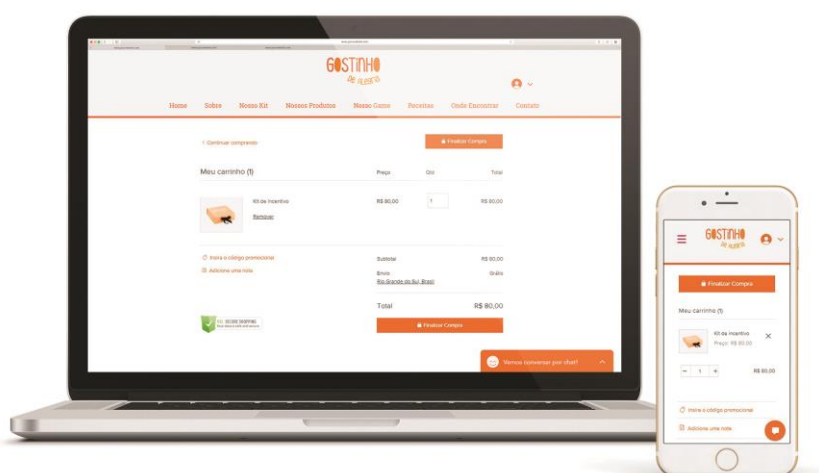 GOSTINHO
DE ALEGRIA
Home Sobre Nosso Kit Nossos Produtos Nosso Game Receitas Onde Encontrar Contato
Continuar comprando
Finalizar Compra
Meu carrinho (1) Preço Qtd Total
Kit de Incentivo R$ 80,00 1 R$ 80,00
Remover
Insira o código promocional
Adicione uma nota
Subtotal R$ 80,00
Envio Grátis
Rio Grande do Sul, Brasil
Total R$ 80,00
Finalizar Compra
SECURE SHOPPING
Vamos conversar por chat?
GOSTINHO
DE ALEGRIA
Finalizar Compra
Meu carrinho (1)
Kit de Incentivo
Preço: R$ 80,00
1 + R$ 80,00
Insira o código promocional
Adicione uma nota